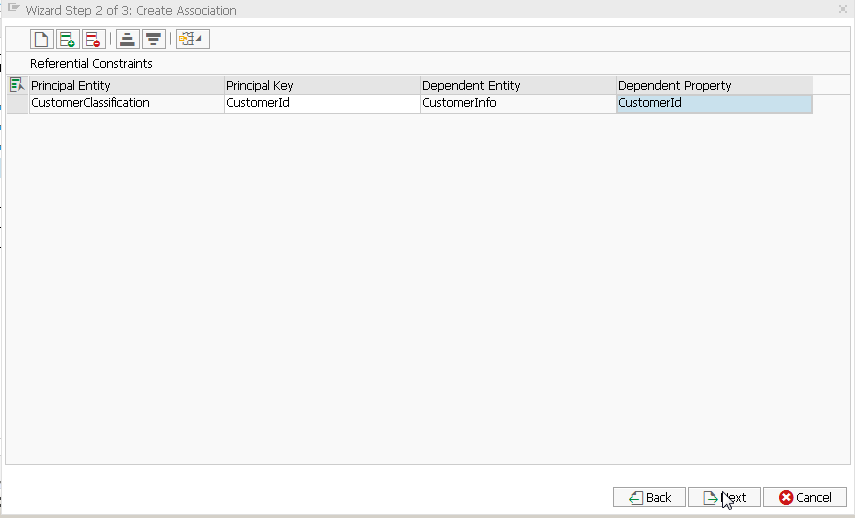 Wizard Step 2 of 3: Create Association
Referential Constraints
Principal Entity Principal Key Dependent Entity Dependent Property
CustomerClassification CustomerId CustomerInfo CustomerId
Back Next Cancel